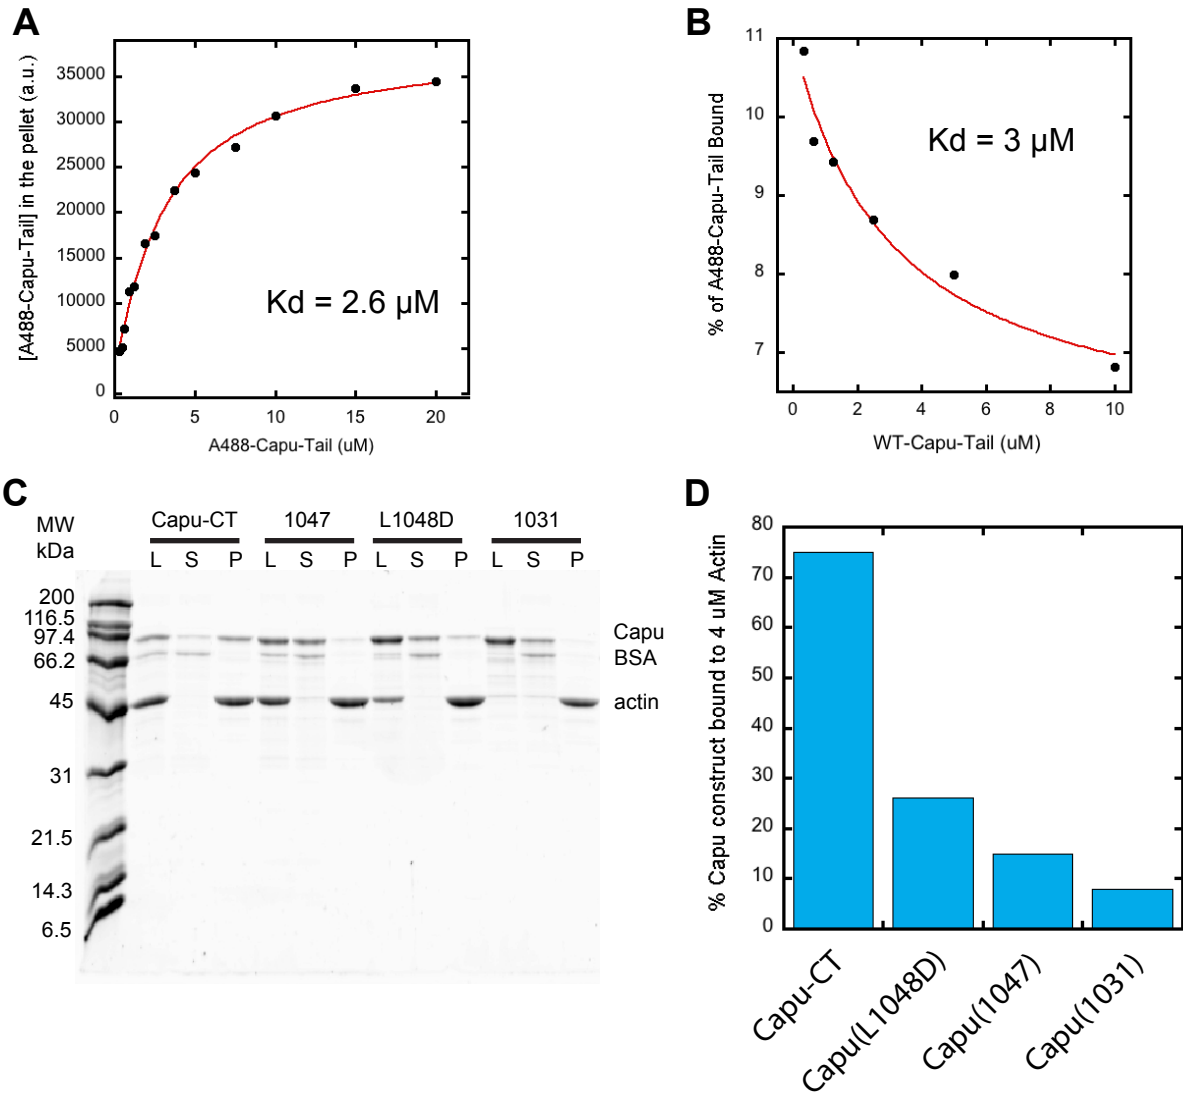 A
[A488-Capu-Tail] in the pellet (a.u.)
35000
30000
25000
20000
15000
10000
5000
0
Kd = 2.6 µM
0 5 10 15 20
A488-Capu-Tail (uM)
B
% of A488-Capu-Tail Bound
11
10
9
8
7
Kd = 3 µM
0 2 4 6 8 10
WT-Capu-Tail (uM)
C
MW
kDa
Capu-CT 1047 L1048D 1031
L S P L S P L S P L S P
200
116.5
97.4
66.2
45
31
21.5
14.3
6.5
Capu
BSA
actin
D
% Capu construct bound to 4 uM Actin
80
70
60
50
40
30
20
10
0
Capu-CT
Capu(L1048D)
Capu(1047)
Capu(1031)